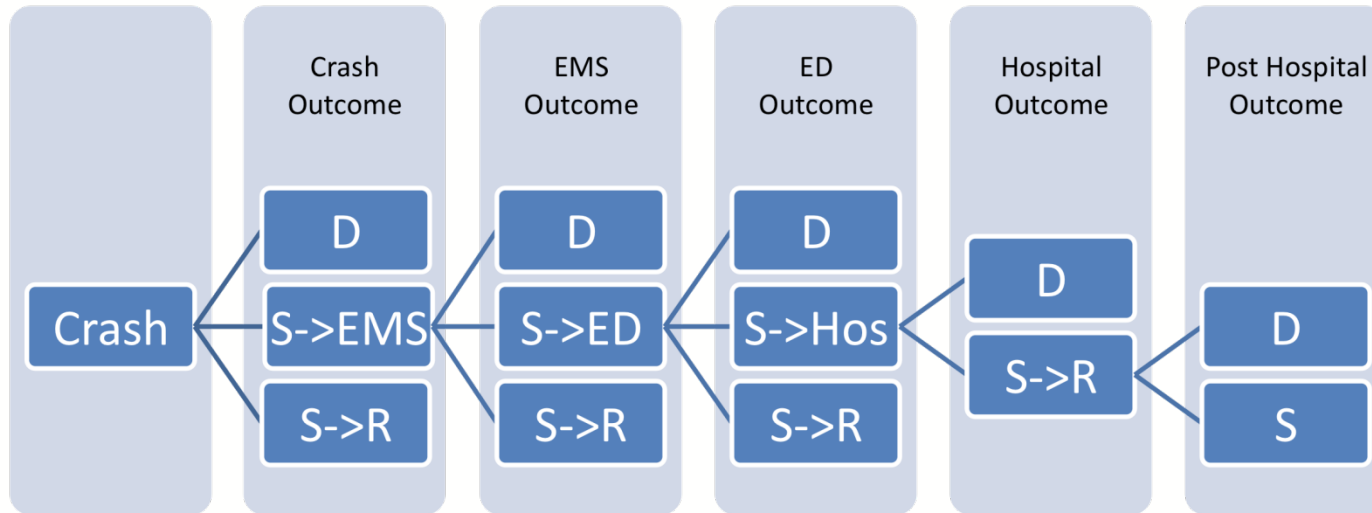 Crash
Outcome
EMS
Outcome
ED
Outcome
Hospital
Outcome
Post Hospital
Outcome
Crash
D
S->EMS
S->R
D
S->ED
S->R
D
S->Hos
S->R
D
S->R
D
S